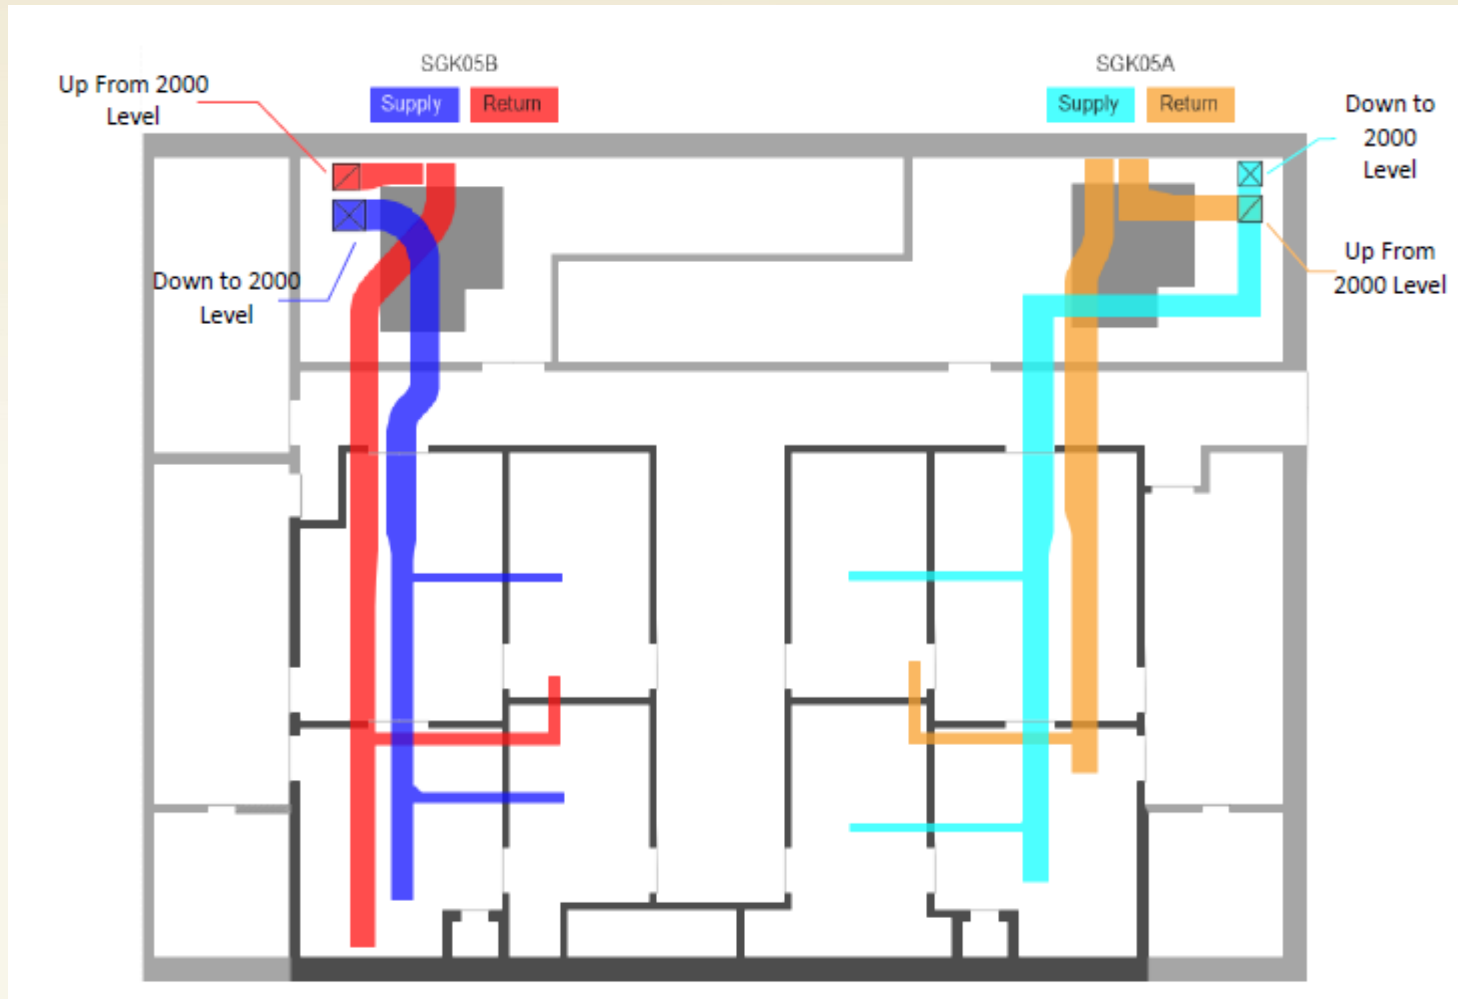 SGK05B
SGK05A
Up From 2000
Level
Supply
Return
Supply
Return
Down to
2000
Level
Down to 2000
Level
Up From
2000 Level